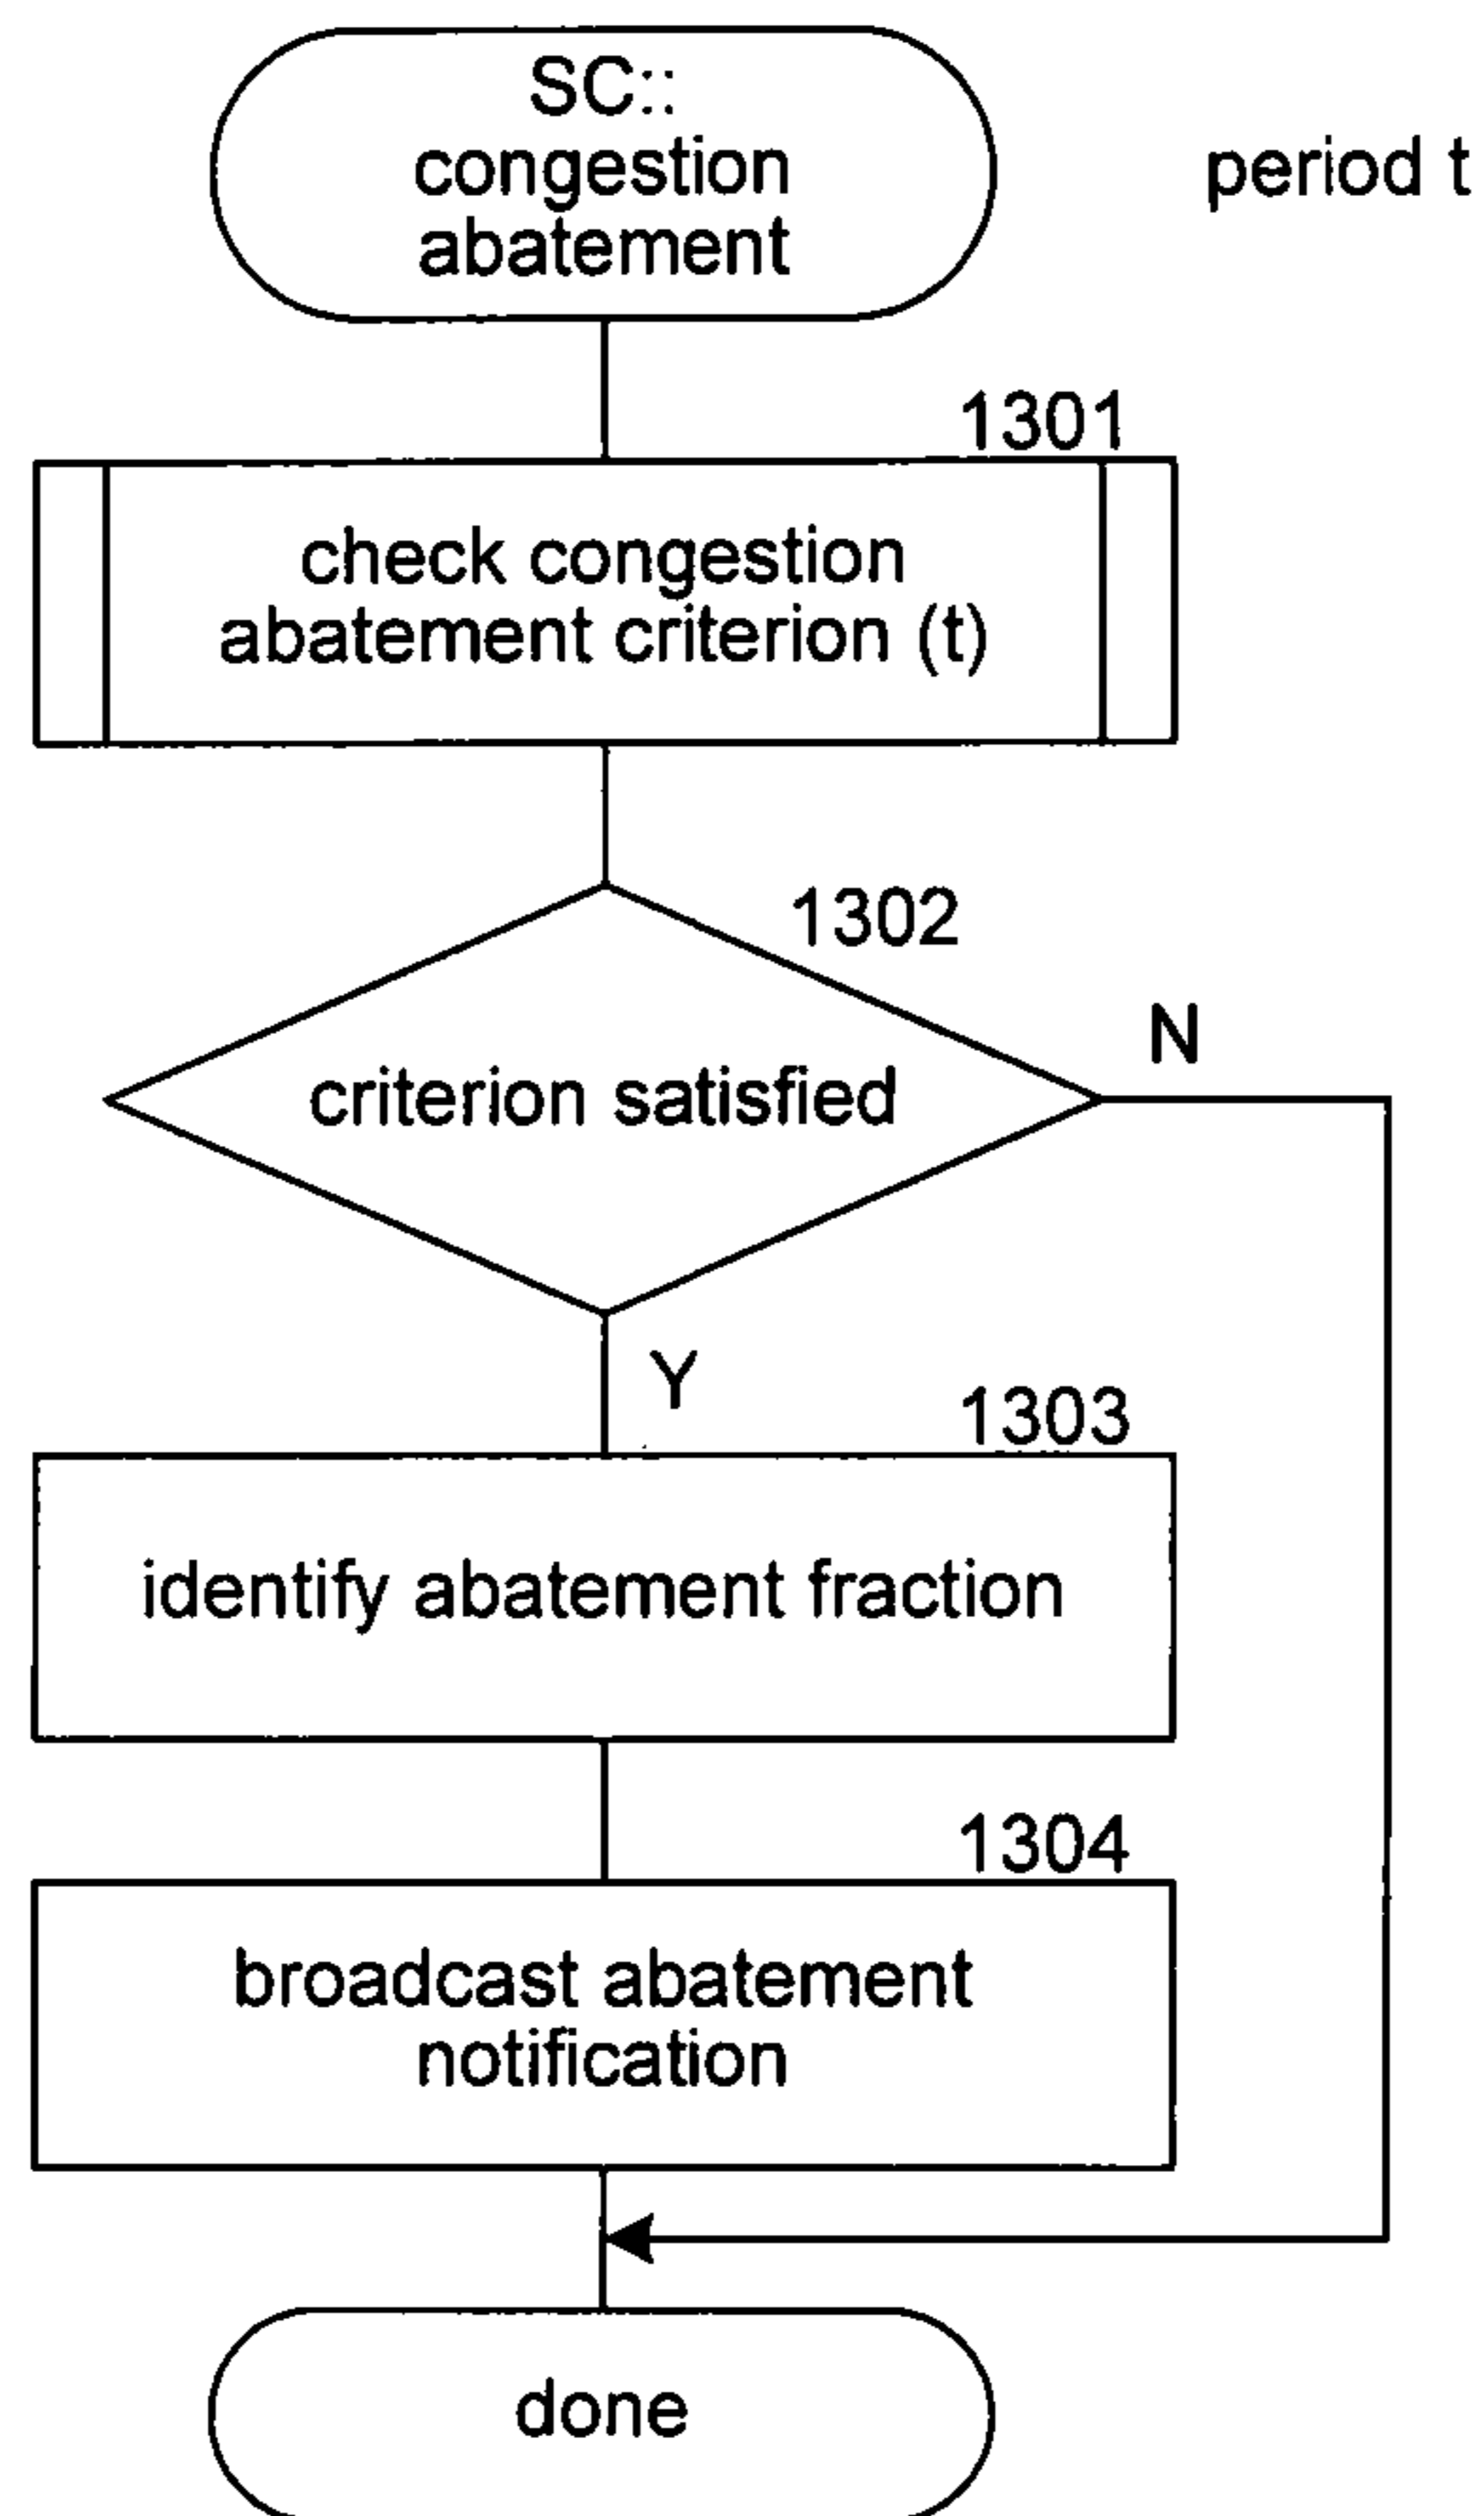 SC::
congestion
abatement
period t
1301
check congestion
abatement criterion (t)
1302
criterion satisfied
N
Y
1303
identify abatement fraction
1304
broadcast abatement
notification
done